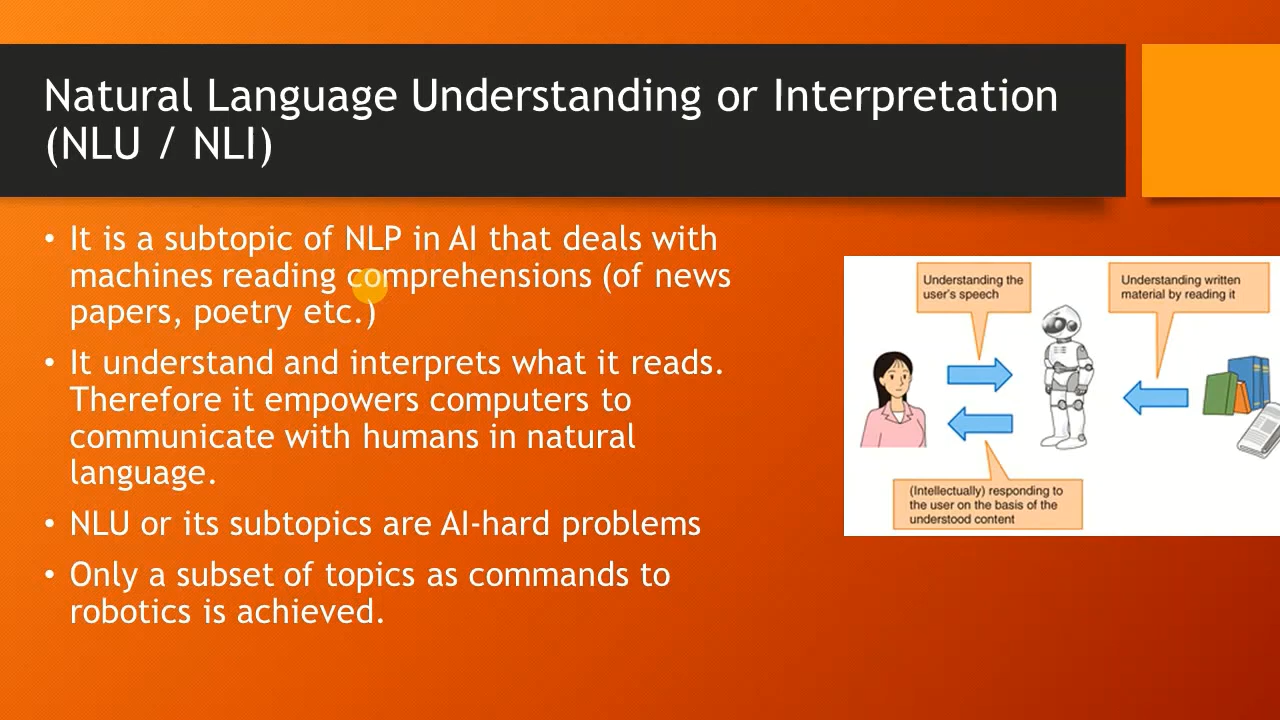 Natural Language Understanding or Interpretation
(NLU / NLI)
• It is a subtopic of NLP in AI that deals with
machines reading comprehensions (of news
papers, poetry etc.)
• It understand and interprets what it reads.
Therefore it empowers computers to
communicate with humans in natural
language.
• NLU or its subtopics are AI-hard problems
• Only a subset of topics as commands to
robotics is achieved.
Understanding the
user's speech
Understanding written
material by reading it
(Intellectually) responding to
the user on the basis of the
understood content